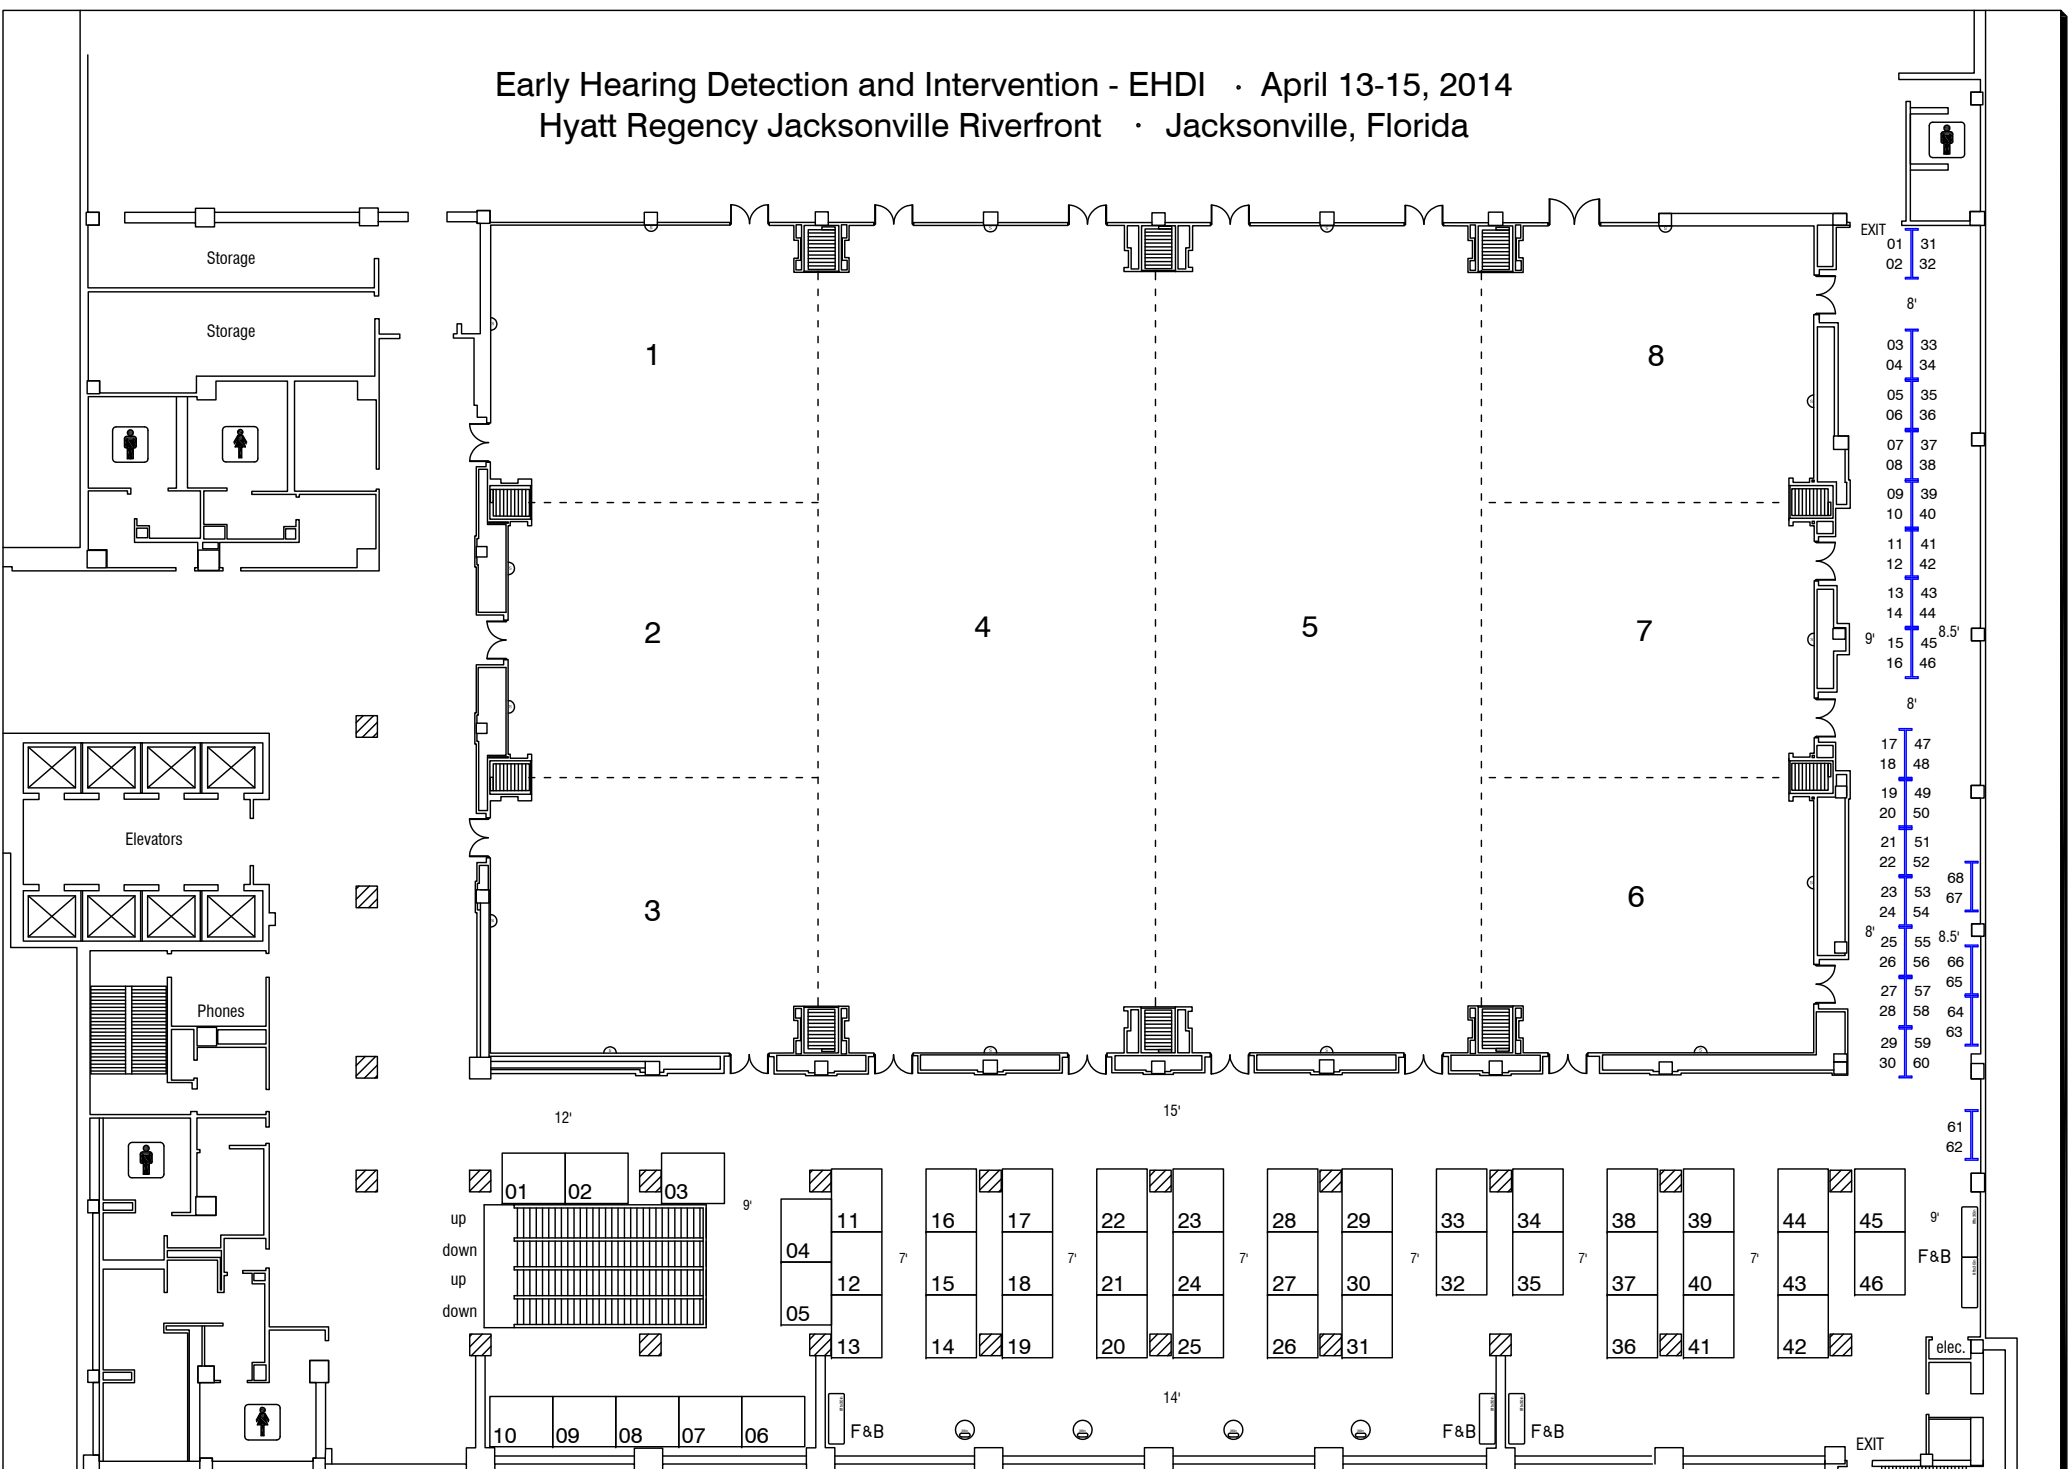 Early Hearing Detection and Intervention - EHDI · April 13-15, 2014
Hyatt Regency Jacksonville Riverfront · Jacksonville, Florida
EXIT
01 31
02 32
Storage
8'
Storage
03 33
1
8
04 34
05 35
06 36
07 37
08 38
09 39
10 40
11 41
12 42
13 43
14 44
2
4
5
7
9'
15 45
8.5'
16 46
8'
17 47
18 48
19 49
20 50
Elevators
21 51
22 52
68
23 53
67
3
6
24 54
8'
25 55
8.5'
26 56
66
65
27 57
Phones
28 58
64
63
29 59
30 60
12'
15'
61
62
01 02 03
9'
up
down
up
down
11 16 17 22 23 28 29 33 34 38 39 44 45
9'
04
7' 7' 7' 7' 7' 7'
F&B
12 15 18 21 24 27 30 32 35 37 40 43 46
05
13 14 19 20 25 26 31 36 41 42
elec.
14'
10 09 08 07 06
F&B
F&B
F&B
EXIT